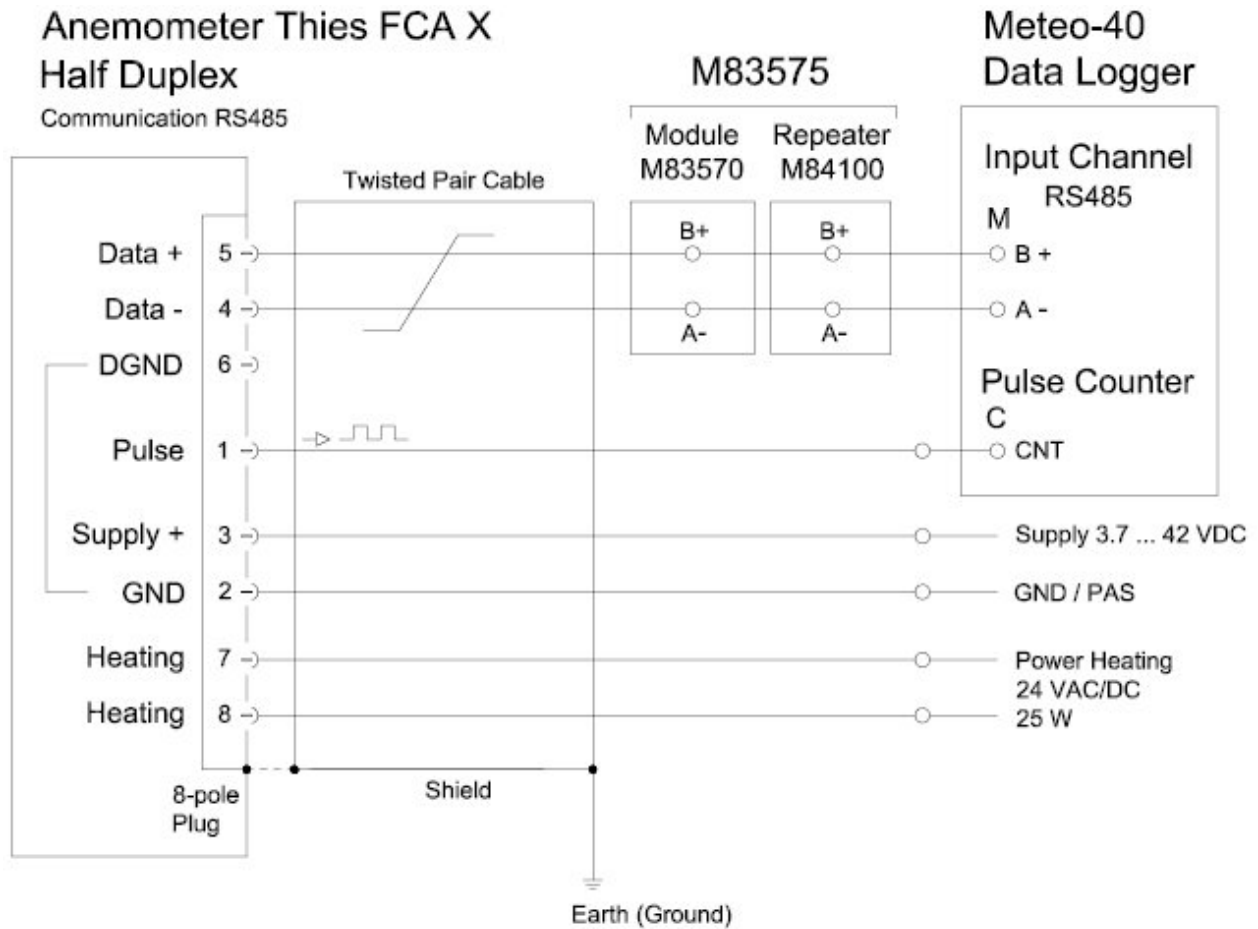 Anemometer Thies FCA X
Half Duplex
Communication RS485
M83575
Meteo-40
Data Logger
Module
M83570
Repeater
M84100
Input Channel
RS485
Twisted Pair Cable
M
Data + 5
B+
B+
B +
Data - 4
A-
A-
A -
DGND 6
Pulse Counter
C
Pulse 1
CNT
Supply + 3
Supply 3.7 ... 42 VDC
GND 2
GND / PAS
Heating 7
Power Heating
24 VAC/DC
25 W
Heating 8
8-pole
Plug
Shield
Earth (Ground)